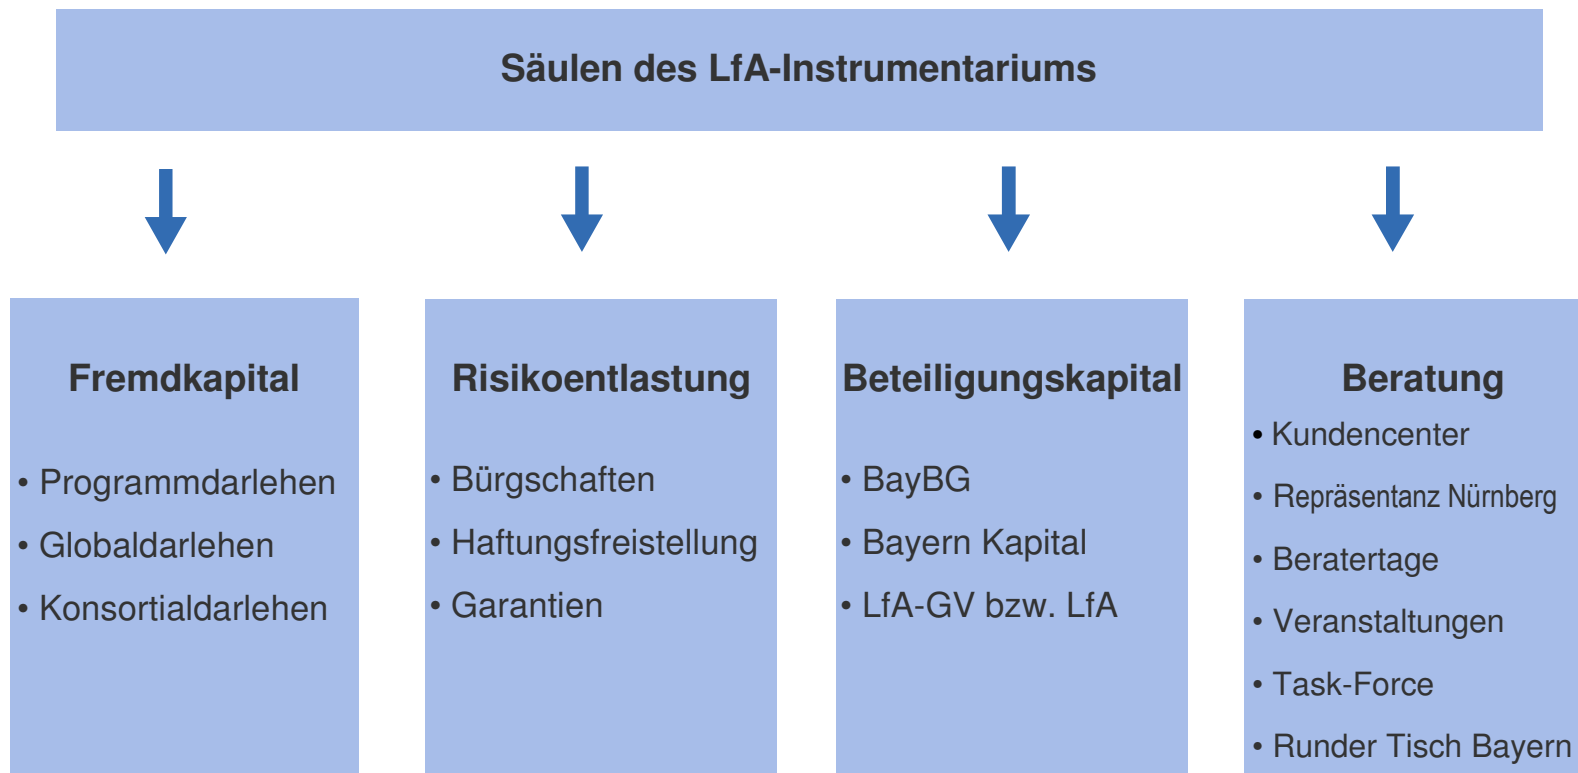 Säulen des LfA-Instrumentariums
Fremdkapital
• Programmdarlehen
• Globaldarlehen
• Konsortialdarlehen
Risikoentlastung
• Bürgschaften
• Haftungsfreistellung
• Garantien
Beteiligungskapital
• BayBG
• Bayern Kapital
• LfA-GV bzw. LfA
Beratung
• Kundencenter
• Repräsentanz Nürnberg
• Beratertage
• Veranstaltungen
• Task-Force
• Runder Tisch Bayern